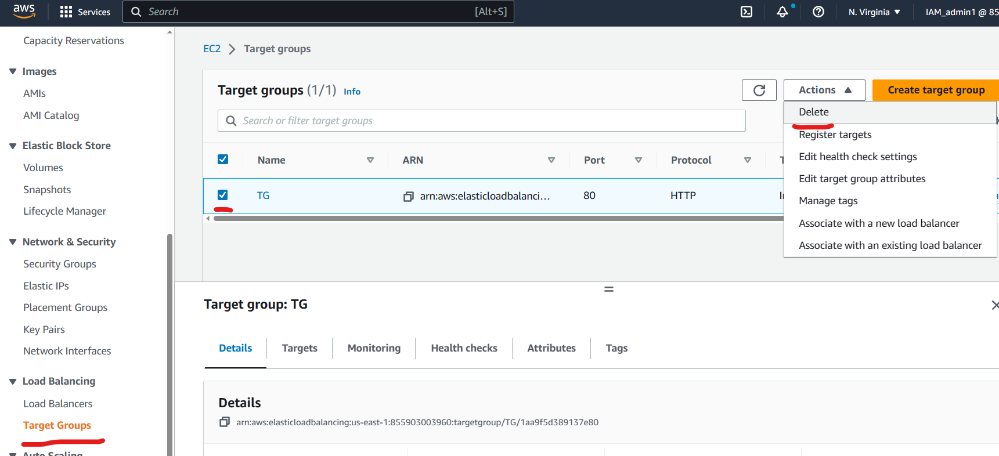 aws Services Search [Alt+S] N. Virginia IAM_admin1 @ 85
Capacity Reservations
Images
AMIs
AMI Catalog
Elastic Block Store
Volumes
Snapshots
Lifecycle Manager
Network & Security
Security Groups
Elastic IPs
Placement Groups
Key Pairs
Network Interfaces
Load Balancing
Load Balancers
Target Groups
Auto Scaling
EC2 Target groups
Target groups (1/1) Info
Actions Create target group
Search or filter target groups
Delete
Register targets
Edit health check settings
Edit target group attributes
Manage tags
Associate with a new load balancer
Associate with an existing load balancer
Name ARN Port Protocol
TG arn:aws:elasticloadbalanci... 80 HTTP
Target group: TG
Details Targets Monitoring Health checks Attributes Tags
Details
arn:aws:elasticloadbalancing:us-east-1:855903003960:targetgroup/TG/1aa9f5d389137e80